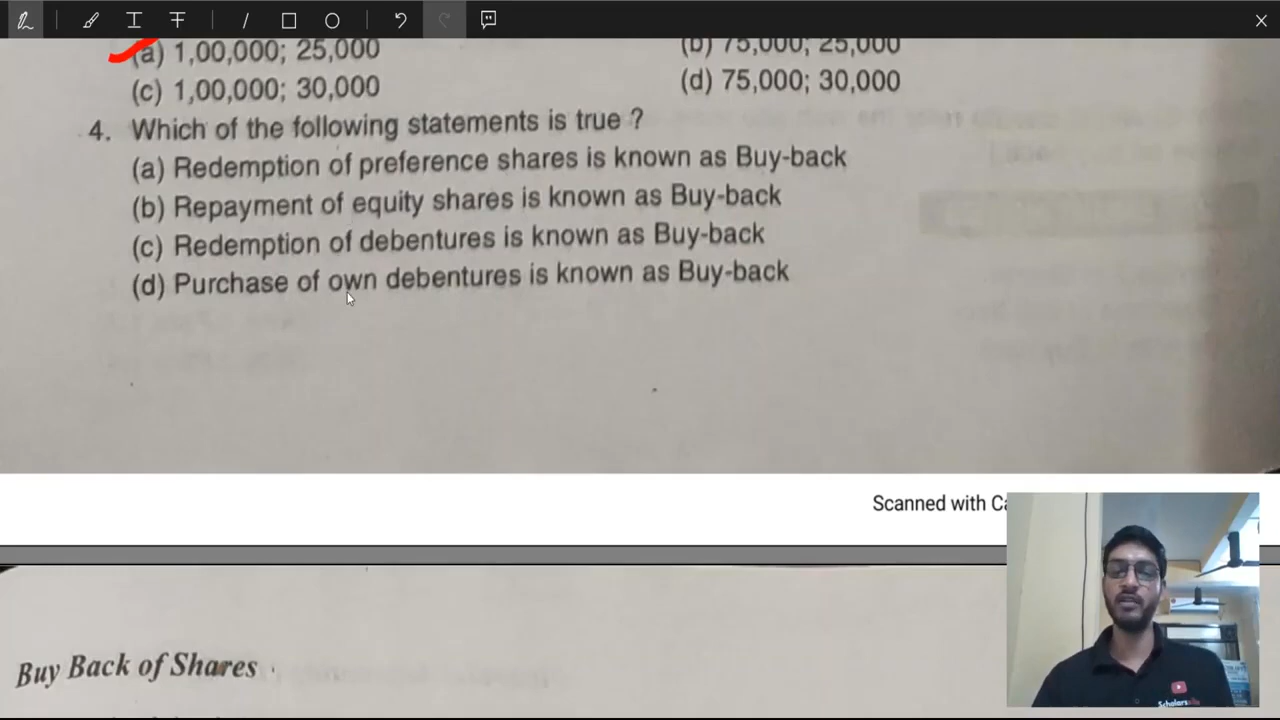 (a) 1,00,000; 25,000
(b) 75,000; 25,000
(c) 1,00,000; 30,000
(d) 75,000; 30,000
4. Which of the following statements is true ?
(a) Redemption of preference shares is known as Buy-back
(b) Repayment of equity shares is known as Buy-back
(c) Redemption of debentures is known as Buy-back
(d) Purchase of own debentures is known as Buy-back
Scanned with
Buy Back of Shares